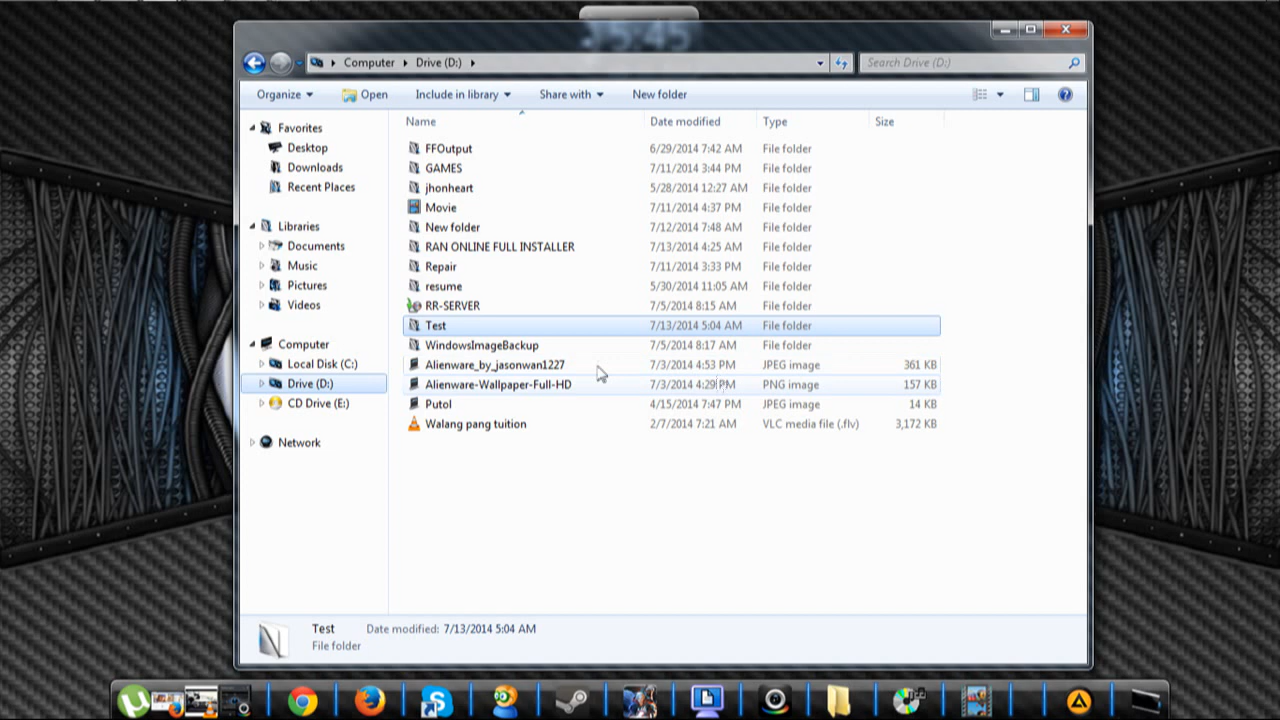 35:45
Computer Drive (D:) Search Drive (D:)
Organize Open Include in library Share with New folder
Name Date modified Type Size
Favorites
Desktop
Downloads
Recent Places
Libraries
Documents
Music
Pictures
Videos
Computer
Local Disk (C:)
Drive (D:)
CD Drive (E:)
Network
FFOutput 6/29/2014 7:42 AM File folder
GAMES 7/11/2014 3:44 PM File folder
jhonheart 5/28/2014 12:27 AM File folder
Movie 7/11/2014 4:37 PM File folder
New folder 7/12/2014 7:48 AM File folder
RAN ONLINE FULL INSTALLER 7/13/2014 4:25 AM File folder
Repair 7/11/2014 3:33 PM File folder
resume 5/30/2014 11:05 AM File folder
RR-SERVER 7/5/2014 8:15 AM File folder
Test 7/13/2014 5:04 AM File folder
WindowsImageBackup 7/5/2014 8:17 AM File folder
Alienware_by_jasonwan1227 7/3/2014 4:53 PM JPEG image 361 KB
Alienware-Wallpaper-Full-HD 7/3/2014 4:29 PM PNG image 157 KB
Putol 4/15/2014 7:47 PM JPEG image 14 KB
Walang pang tuition 2/7/2014 7:21 AM VLC media file (.flv) 3,172 KB
Test Date modified: 7/13/2014 5:04 AM
File folder